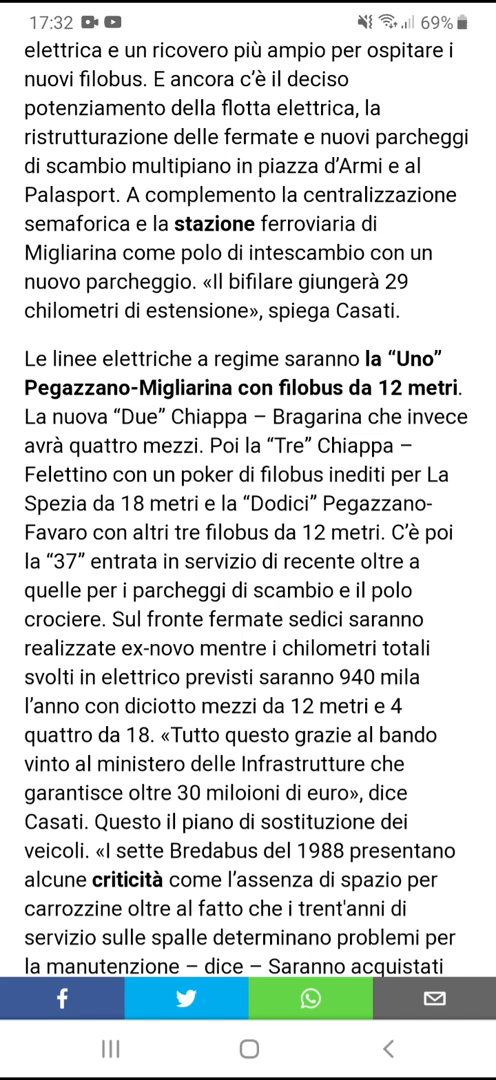 17:32 69%
elettrica e un ricovero più ampio per ospitare i
nuovi filobus. E ancora c’è il deciso
potenziamento della flotta elettrica, la
ristrutturazione delle fermate e nuovi parcheggi
di scambio multipiano in piazza d’Armi e al
Palasport. A complemento la centralizzazione
semaforica e la stazione ferroviaria di
Migliarina come polo di intescambio con un
nuovo parcheggio. «Il bifilare giungerà 29
chilometri di estensione», spiega Casati.
Le linee elettriche a regime saranno la “Uno”
Pegazzano-Migliarina con filobus da 12 metri.
La nuova “Due” Chiappa – Bragarina che invece
avrà quattro mezzi. Poi la “Tre” Chiappa –
Felettino con un poker di filobus inediti per La
Spezia da 18 metri e la “Dodici” Pegazzano-
Favaro con altri tre filobus da 12 metri. C’è poi
la “37” entrata in servizio di recente oltre a
quelle per i parcheggi di scambio e il polo
crociere. Sul fronte fermate sedici saranno
realizzate ex-novo mentre i chilometri totali
svolti in elettrico previsti saranno 940 mila
l’anno con diciotto mezzi da 12 metri e 4
quattro da 18. «Tutto questo grazie al bando
vinto al ministero delle Infrastrutture che
garantisce oltre 30 miloioni di euro», dice
Casati. Questo il piano di sostituzione dei
veicoli. «I sette Bredabus del 1988 presentano
alcune criticità come l’assenza di spazio per
carrozzine oltre al fatto che i trent'anni di
servizio sulle spalle determinano problemi per
la manutenzione – dice – Saranno acquistati